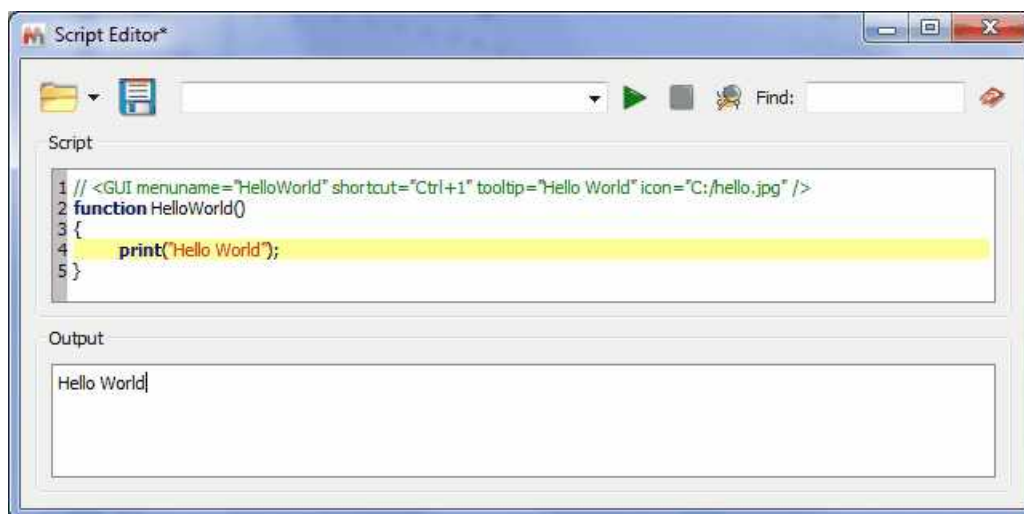 Script Editor*
Find:
Script
1 // <GUI menuname="HelloWorld" shortcut="Ctrl+1" tooltip="Hello World" icon="C:/hello.jpg" />
2 function HelloWorld()
3 {
4 print("Hello World");
5 }
Output
Hello World